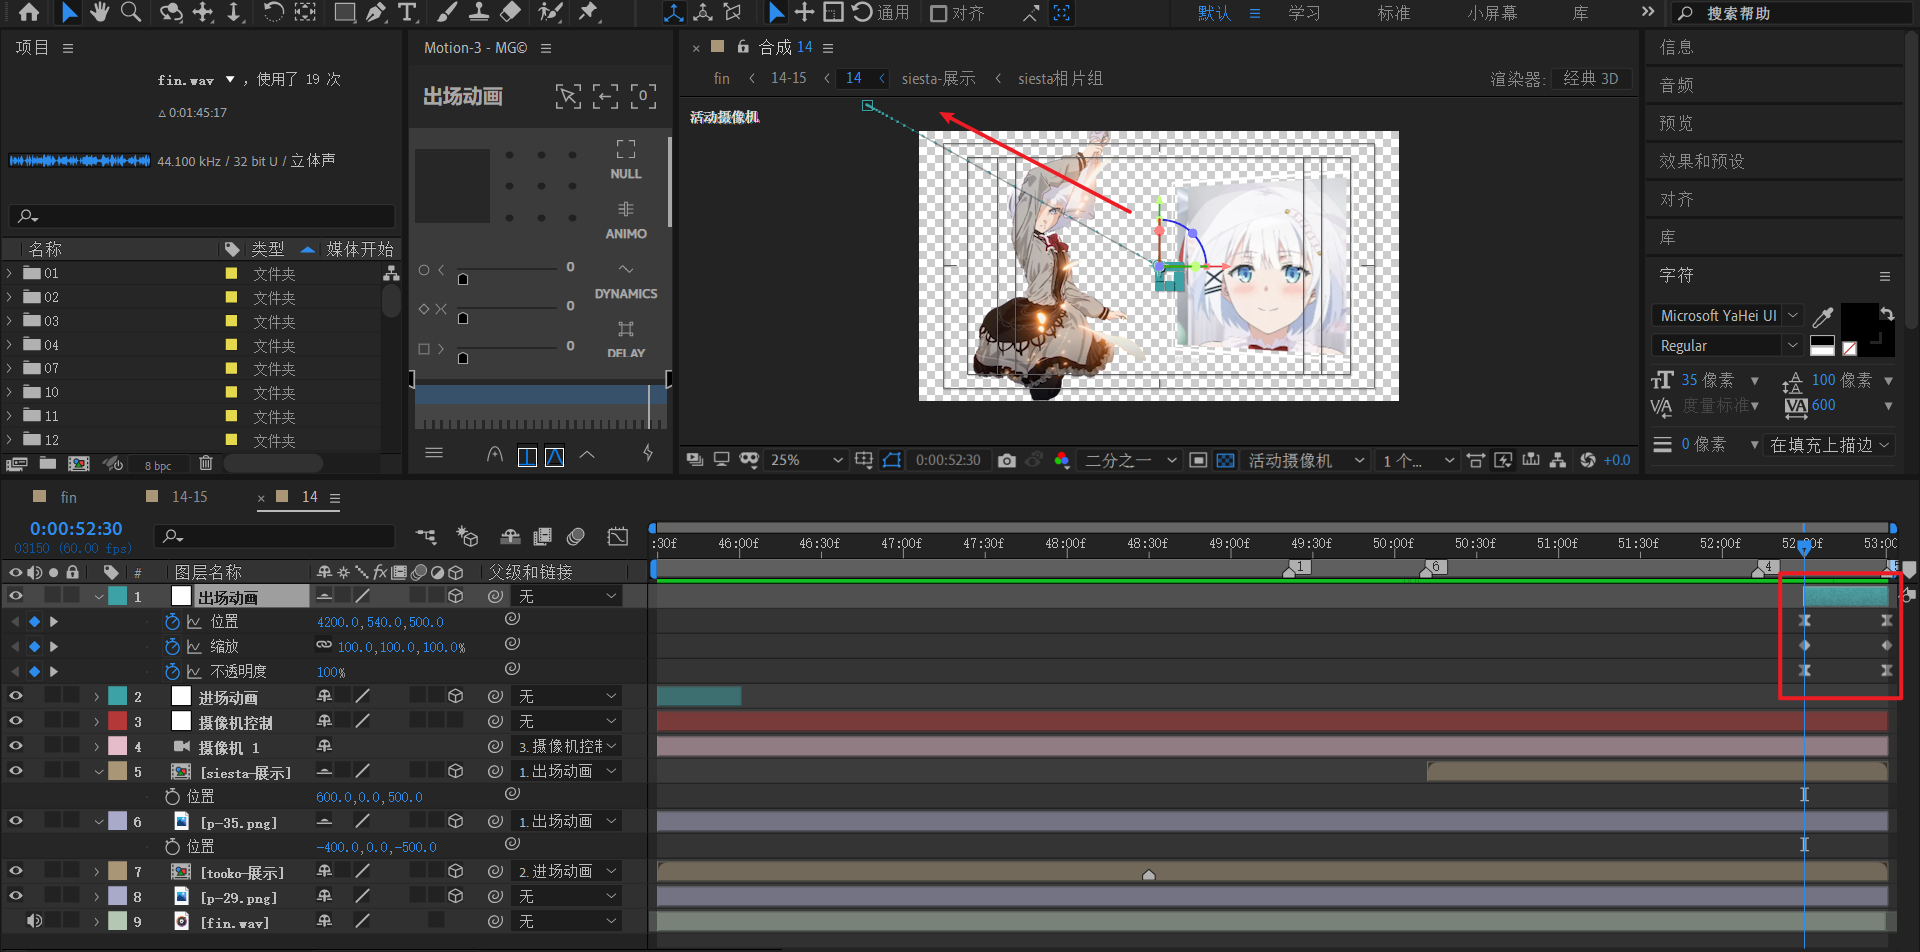 通用
对齐
默认
学习
标准
小屏幕
库
搜索帮助
项目
fin.wav ▼ ，使用了 19 次
△ 0:01:45:17
44.100 kHz / 32 bit U / 立体声
名称 类型 媒体开始
01 文件夹
02 文件夹
03 文件夹
04 文件夹
07 文件夹
10 文件夹
11 文件夹
12 文件夹
8 bpc
Motion-3 - MG©
出场动画
0
NULL
ANIMO
DYNAMICS
DELAY
0
0
0
× 合成 14
fin ‹ 14-15 ‹ 14 ‹ siesta-展示 ‹ siesta相片组
渲染器: 经典 3D
活动摄像机
25%
0:00:52:30
二分之一
活动摄像机
1 个...
+0.0
信息
音频
预览
效果和预设
对齐
库
字符
Microsoft YaHei UI
Regular
35 像素
100 像素
度量标准
600
0 像素
在填充上描边
fin
14-15
× 14
0:00:52:30
03150 (60.00 fps)
:30f 46:00f 46:30f 47:00f 47:30f 48:00f 48:30f 49:00f 49:30f 50:00f 50:30f 51:00f 51:30f 52:00f 53:00
# 图层名称 fx 父级和链接
1 6 4
1 出场动画 无
位置 4200.0,540.0,500.0
缩放 100.0,100.0,100.0%
不透明度 100%
2 进场动画 无
3 摄像机控制 无
4 摄像机 1 3.摄像机控制
5 [siesta-展示] 1.出场动画
位置 600.0,0.0,500.0
6 [p-35.png] 1.出场动画
位置 -400.0,0.0,-500.0
7 [tooko-展示] 2.进场动画
8 [p-29.png] 无
9 [fin.wav] 无